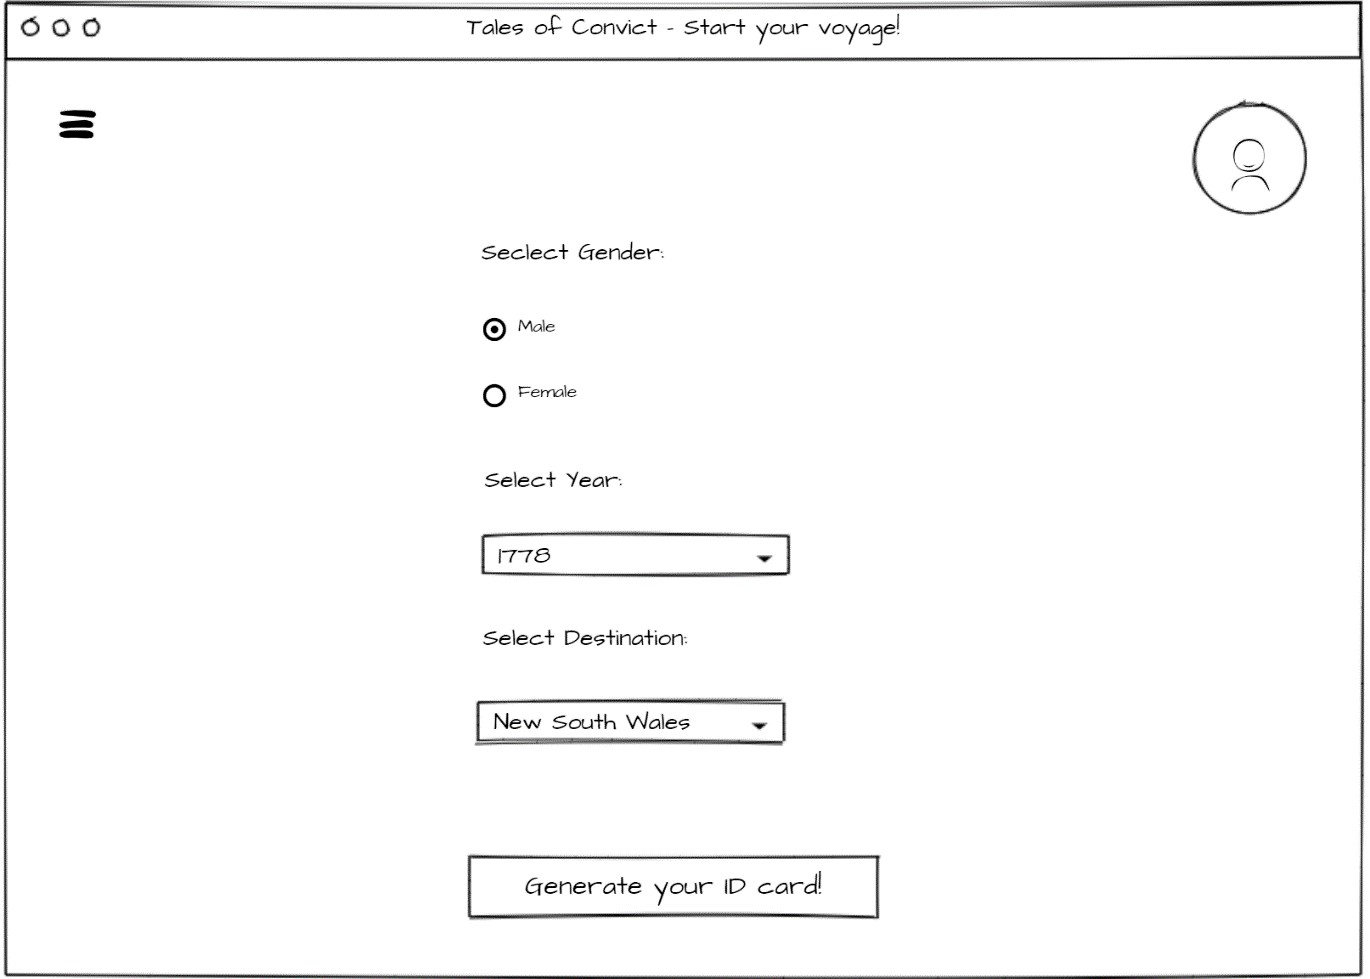 Tales of Convict - Start your voyage!
Seclect Gender:
Male
Female
Select Year:
1778
Select Destination:
New South Wales
Generate your ID card!